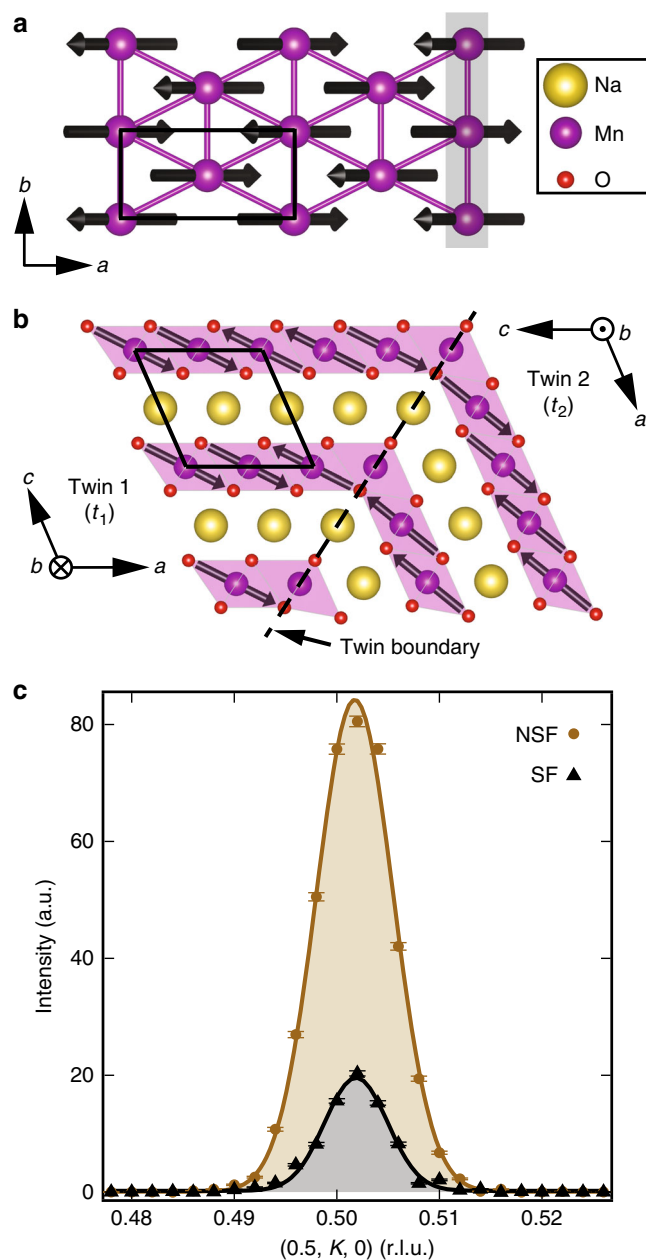 a
Na
Mn
O
b
a
b
c
b
a
Twin 2
(t2)
Twin 1
(t1)
c
b
a
Twin boundary
c
NSF
SF
80
60
40
20
0
Intensity (a.u.)
0.48
0.49
0.50
0.51
0.52
(0.5, K, 0) (r.l.u.)